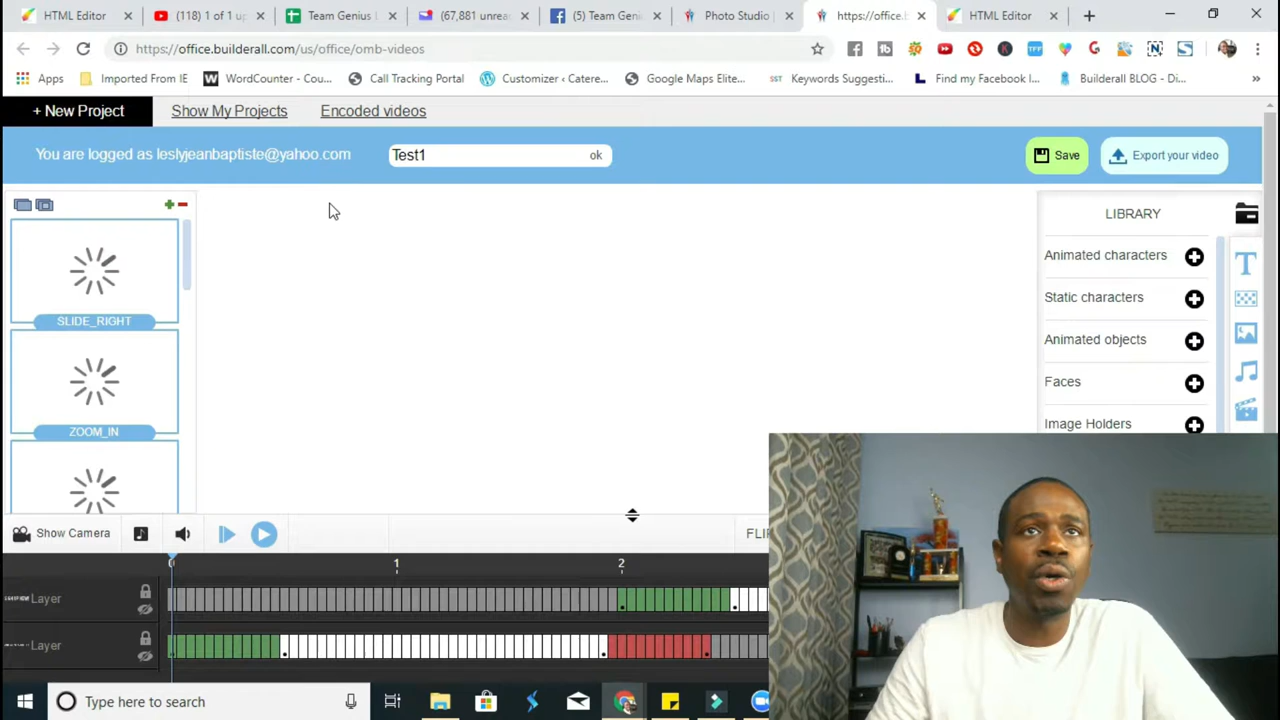 HTML Editor
(118) 1 of 1 u
Team Genius
(67,881 unrea
(5) Team Geni
Photo Studio
https://office.b
HTML Editor
https://office.builderall.com/us/office/omb-videos
Apps
Imported From IE
WordCounter - Cou...
Call Tracking Portal
Customizer ‹ Catere...
Google Maps Elite...
SST
Keywords Suggesti...
Find my Facebook I...
Builderall BLOG - Di...
+ New Project
Show My Projects
Encoded videos
You are logged as leslyjeanbaptiste@yahoo.com
Test1
ok
Save
Export your video
LIBRARY
SLIDE_RIGHT
ZOOM_IN
Animated characters
Static characters
Animated objects
Faces
Image Holders
T
Show Camera
FLIP
0
1
2
Layer
Layer
Type here to search